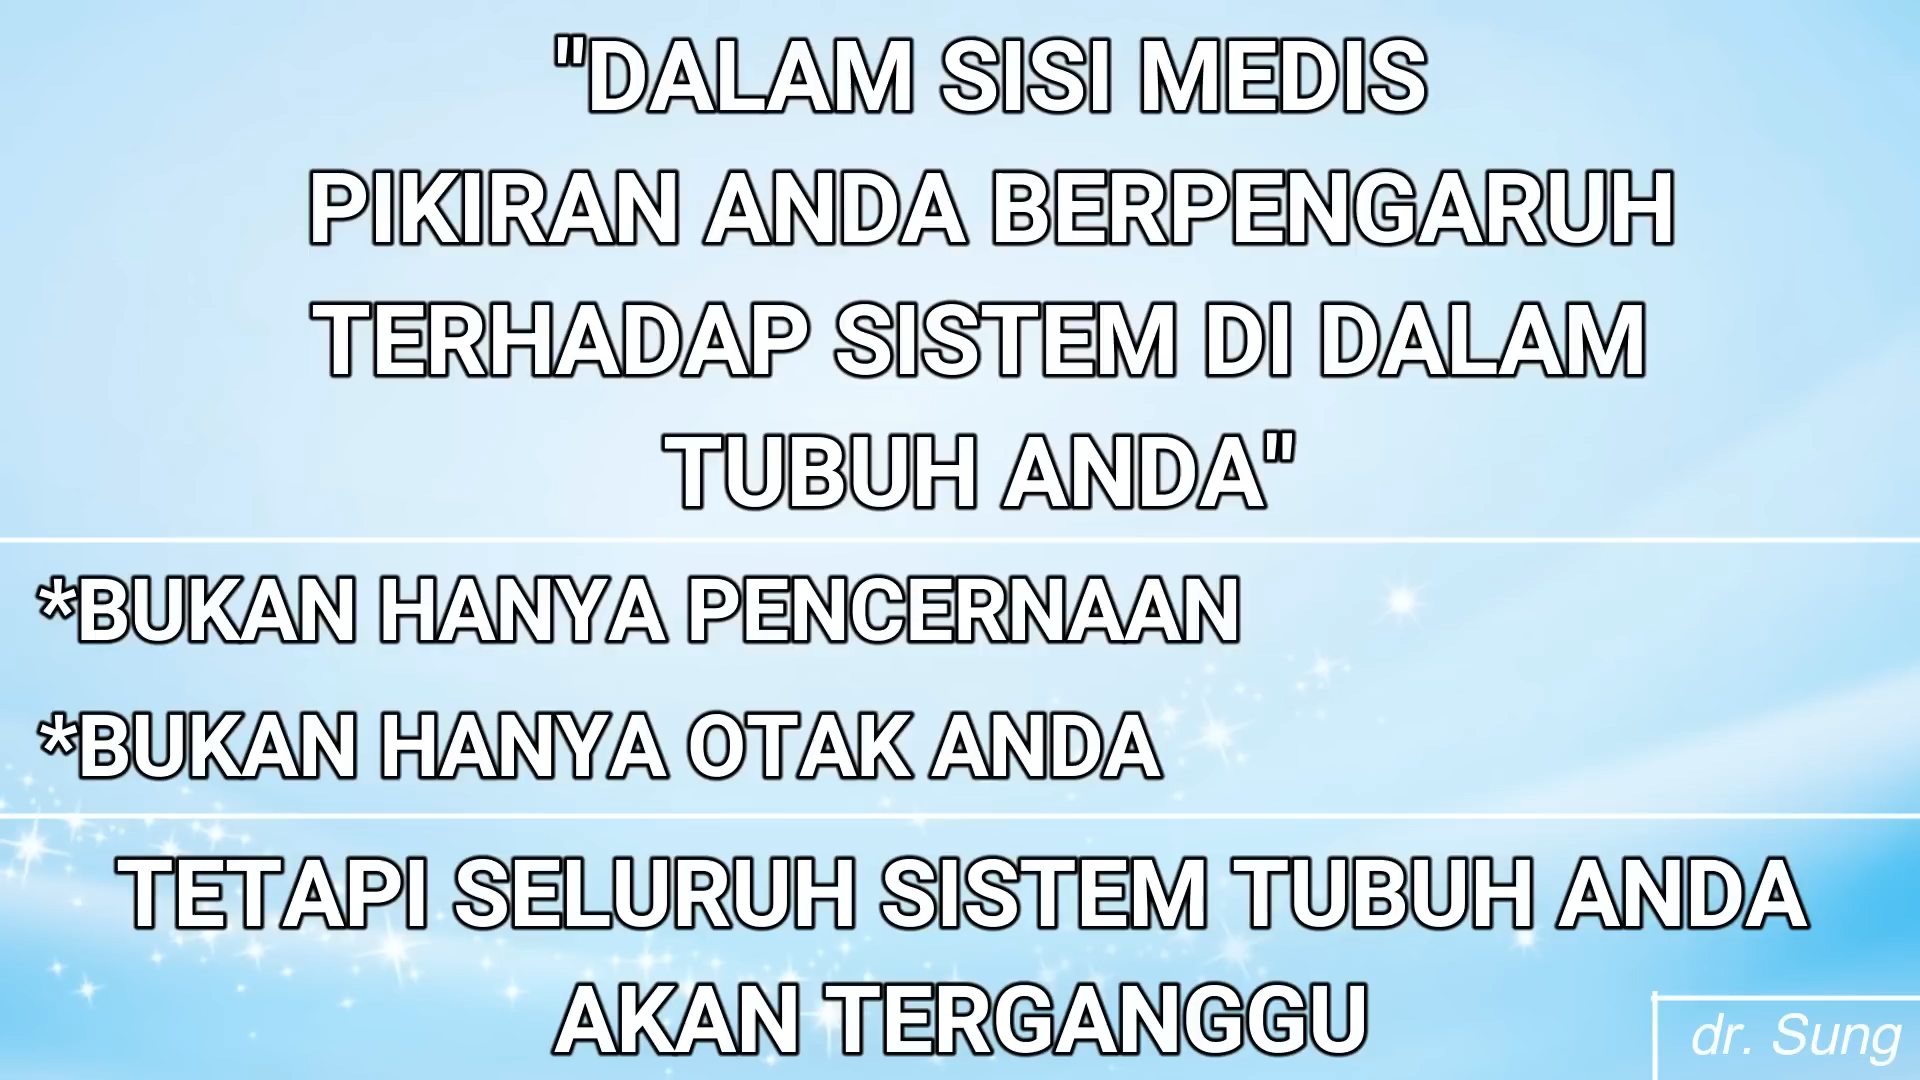 "DALAM SISI MEDIS
PIKIRAN ANDA BERPENGARUH
TERHADAP SISTEM DI DALAM
TUBUH ANDA"
*BUKAN HANYA PENCERNAAN
*BUKAN HANYA OTAK ANDA
TETAPI SELURUH SISTEM TUBUH ANDA
AKAN TERGANGGU
dr. Sung